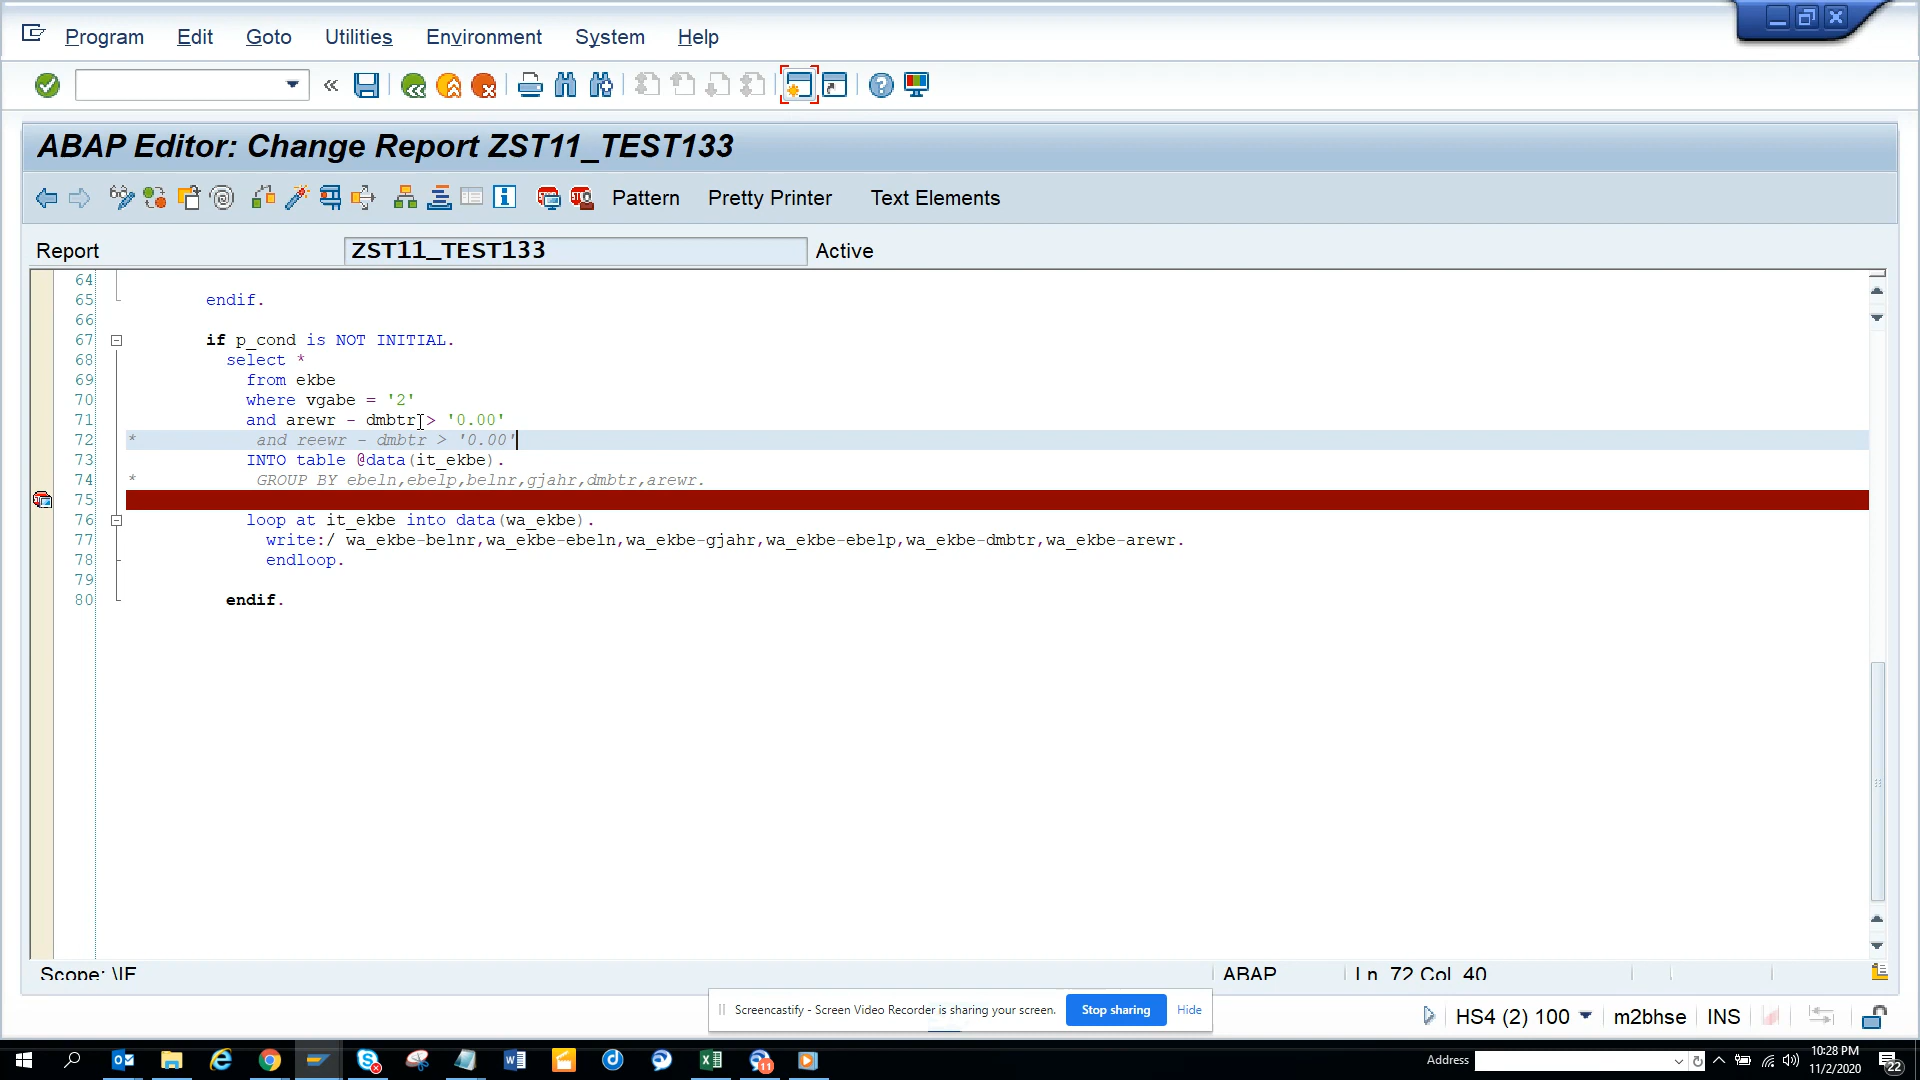 Program Edit Goto Utilities Environment System Help
ABAP Editor: Change Report ZST11_TEST133
Pattern Pretty Printer Text Elements
Report ZST11_TEST133 Active
64
65 endif.
66
67 if p_cond is NOT INITIAL.
68 select *
69 from ekbe
70 where vgabe = '2'
71 and arewr - dmbtr > '0.00'
72 * and reewr - dmbtr > '0.00'
73 INTO table @data(it_ekbe).
74 * GROUP BY ebeln,ebelp,belnr,gjahr,dmbtr,arewr.
75
76 loop at it_ekbe into data(wa_ekbe).
77 write:/ wa_ekbe-belnr,wa_ekbe-ebeln,wa_ekbe-gjahr,wa_ekbe-ebelp,wa_ekbe-dmbtr,wa_ekbe-arewr.
78 endloop.
79
80 endif.
Scope: \IF ABAP Ln 72 Col 40
Screencastify - Screen Video Recorder is sharing your screen. Stop sharing Hide
HS4 (2) 100 m2bhse INS
Address
10:28 PM
11/2/2020
11
22